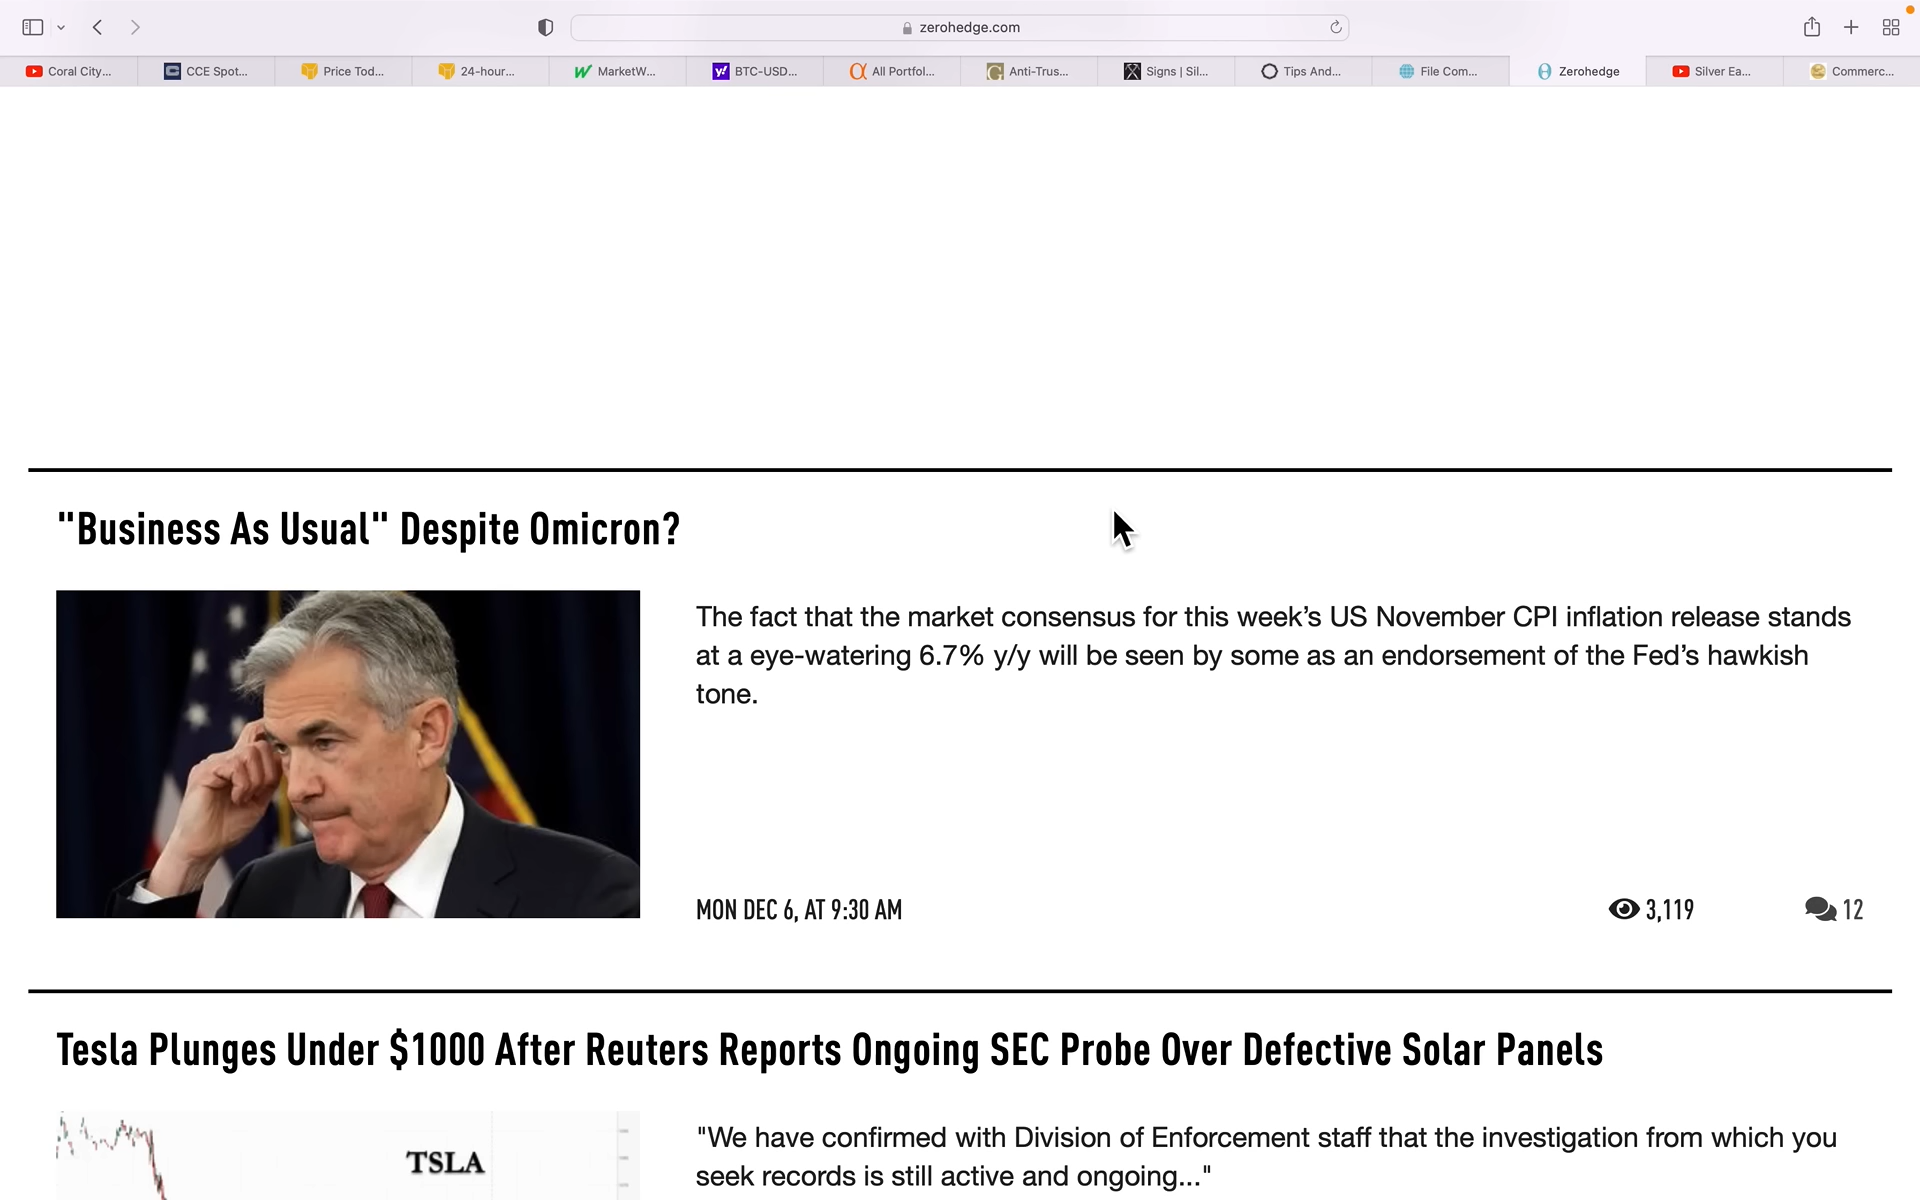 zerohedge.com
Coral City...
CCE Spot...
Price Tod...
24-hour...
MarketW...
BTC-USD...
All Portfol...
Anti-Trus...
Signs | Sil...
Tips And...
File Com...
Zerohedge
Silver Ea...
Commerc...
"Business As Usual" Despite Omicron?
The fact that the market consensus for this week’s US November CPI inflation release stands
at a eye-watering 6.7% y/y will be seen by some as an endorsement of the Fed’s hawkish
tone.
MON DEC 6, AT 9:30 AM
3,119
12
Tesla Plunges Under $1000 After Reuters Reports Ongoing SEC Probe Over Defective Solar Panels
TSLA
"We have confirmed with Division of Enforcement staff that the investigation from which you
seek records is still active and ongoing..."